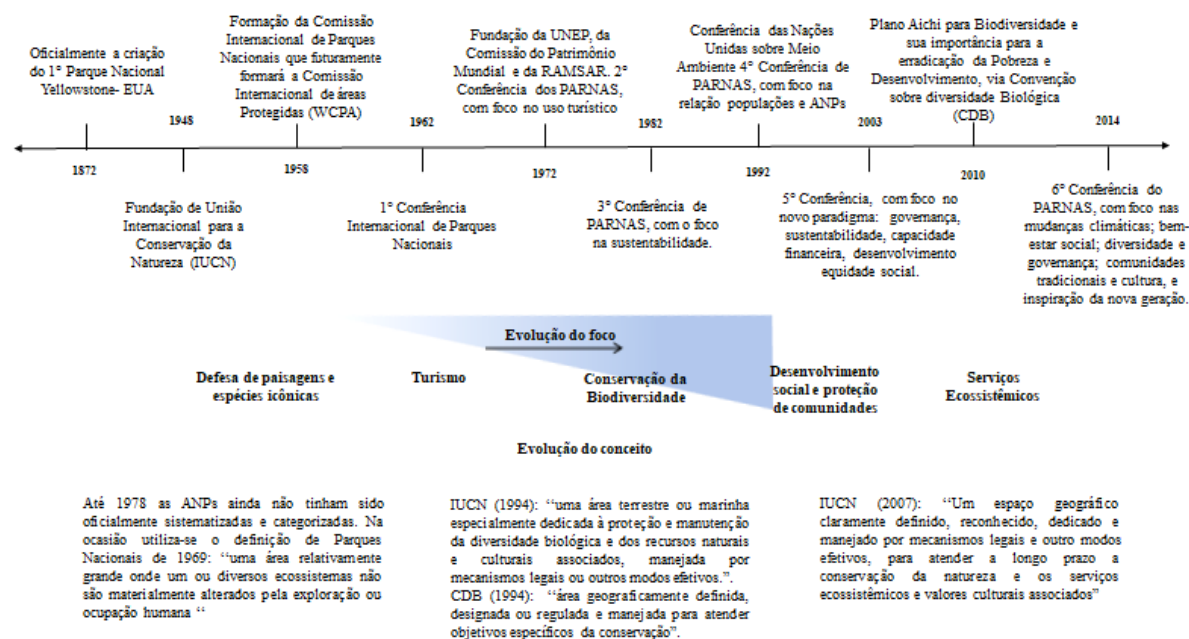 Oficialmente a criação
do 1° Parque Nacional
Yellowstone- EUA
Formação da Comissão
Internacional de Parques
Nacionais que futuramente
formará a Comissão
Internacional de áreas
Protegidas (WCPA)
Fundação da UNEP, da
Comissão do Patrimônio
Mundial e da RAMSAR. 2°
Conferência dos PARNAS,
com foco no uso turístico
Conferência das Nações
Unidas sobre Meio
Ambiente 4° Conferência de
PARNAS, com foco na
relação populações e ANPs
Plano Aichi para Biodiversidade e
sua importância para a
erradicação da Pobreza e
Desenvolvimento, via Convenção
sobre diversidade Biológica
(CDB)
1948
1962
1982
2003
2014
1872
1958
1972
1992
2010
Fundação de União
Internacional para a
Conservação da
Natureza (IUCN)
1° Conferência
Internacional de Parques
Nacionais
3° Conferência de
PARNAS, com o foco
na sustentabilidade.
5° Conferência, com foco no
novo paradigma: governança,
sustentabilidade, capacidade
financeira, desenvolvimento
equidade social.
6° Conferência do
PARNAS, com foco nas
mudanças climáticas; bem-
estar social; diversidade e
governança; comunidades
tradicionais e cultura, e
inspiração da nova geração.
Evolução do foco
Defesa de paisagens e
espécies icônicas
Turismo
Conservação da
Biodiversidade
Desenvolvimento
social e proteção
de comunidades
Serviços
Ecossistêmicos
Evolução do conceito
Até 1978 as ANPs ainda não tinham sido
oficialmente sistematizadas e categorizadas. Na
ocasião utiliza-se o definição de Parques
Nacionais de 1969: ‘‘uma área relativamente
grande onde um ou diversos ecossistemas não
são materialmente alterados pela exploração ou
ocupação humana ‘‘
IUCN (1994): ‘‘uma área terrestre ou marinha
especialmente dedicada à proteção e manutenção
da diversidade biológica e dos recursos naturais
e culturais associados, manejada por
mecanismos legais ou outros modos efetivos.”.
CDB (1994): ‘‘área geograficamente definida,
designada ou regulada e manejada para atender
objetivos específicos da conservação”.
IUCN (2007): ‘‘Um espaço geográfico
claramente definido, reconhecido, dedicado e
manejado por mecanismos legais e outro modos
efetivos, para atender a longo prazo a
conservação da natureza e os serviços
ecossistêmicos e valores culturais associados”